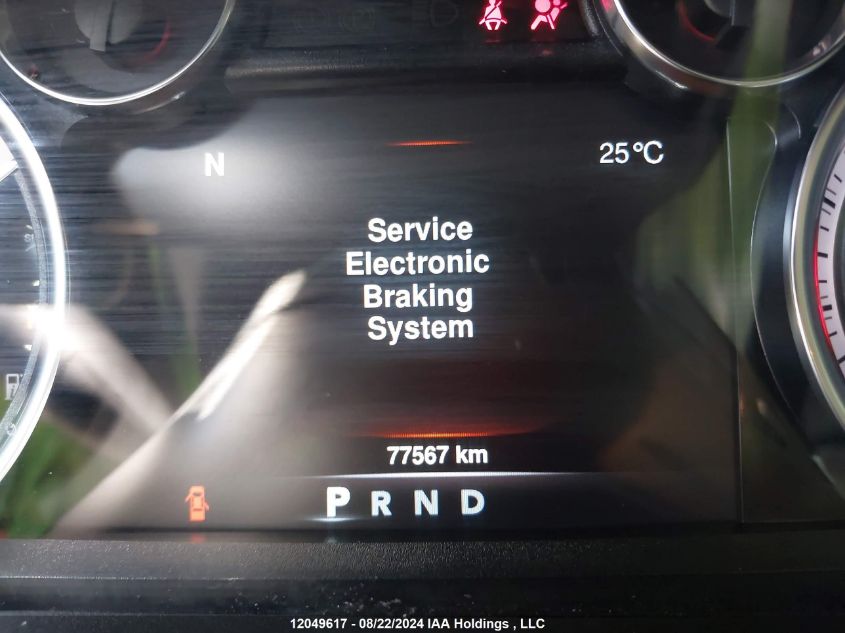 N
25°C
Service
Electronic
Braking
System
77567 km
P R N D
12049617 - 08/22/2024 IAA Holdings , LLC